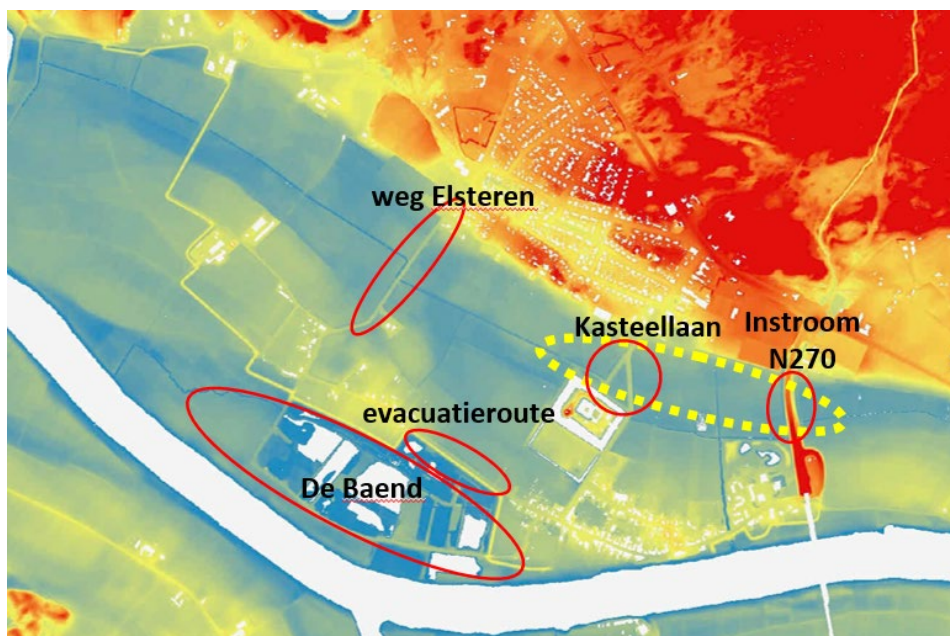 weg Elsteren
Kasteellaan
Instroom
N270
evacuatieroute
De Baend